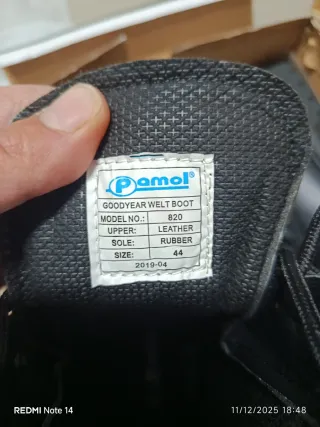 Pamol®
GOODYEAR WELT BOOT
MODEL NO.: 820
UPPER: LEATHER
SOLE: RUBBER
SIZE: 44
2019-04
REDMI Note 14
11/12/2025 18:48